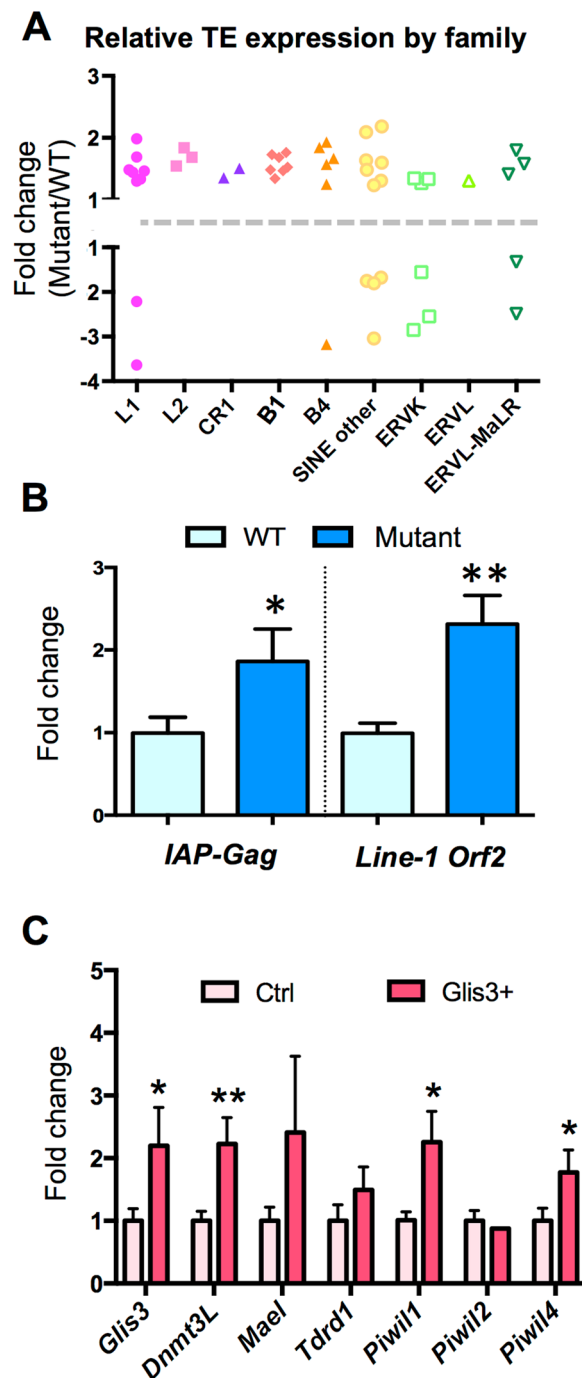 A
Relative TE expression by family
Fold change
(Mutant/WT)
3
2
1
1
2
-3
-4
L1
L2
CR1
B1
B4
SINE other
ERVK
ERVL
ERVL-MaLR
B
WT
Mutant
Fold change
3
2
1
0
*
**
IAP-Gag
Line-1 Orf2
C
Ctrl
Glis3+
Fold change
5
4
3
2
1
0
*
**
*
*
Glis3
Dnmt3L
Mael
Tdrd1
Piwil1
Piwil2
Piwil4